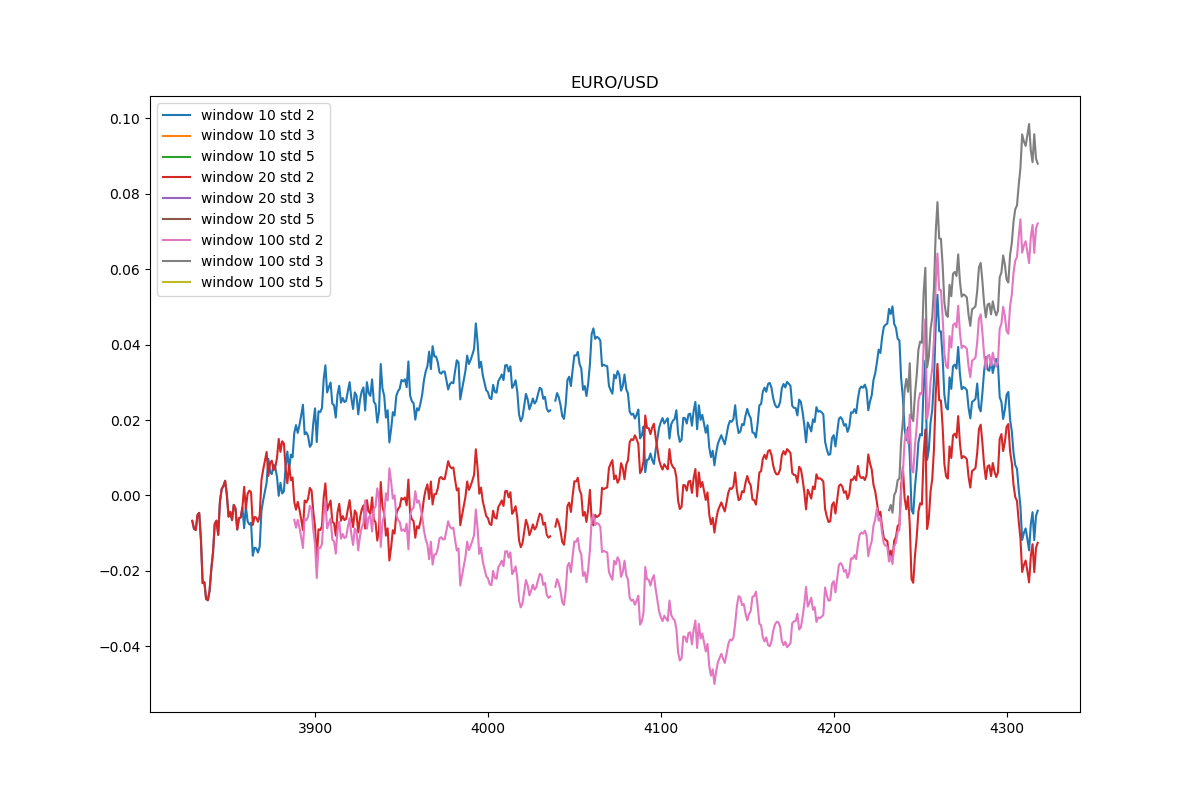 EURO/USD
0.10
0.08
0.06
0.04
0.02
0.00
−0.02
−0.04
window 10 std 2
window 10 std 3
window 10 std 5
window 20 std 2
window 20 std 3
window 20 std 5
window 100 std 2
window 100 std 3
window 100 std 5
3900 4000 4100 4200 4300